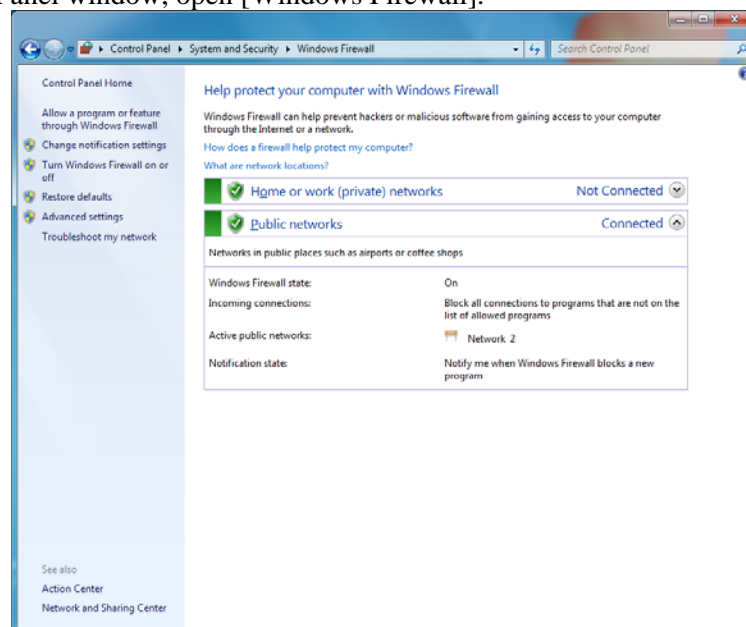 Panel window, open [Windows Firewall].
Control Panel ▸ System and Security ▸ Windows Firewall
Search Control Panel
Control Panel Home
Allow a program or feature
through Windows Firewall
Change notification settings
Turn Windows Firewall on or
off
Restore defaults
Advanced settings
Troubleshoot my network
Help protect your computer with Windows Firewall
Windows Firewall can help prevent hackers or malicious software from gaining access to your computer
through the Internet or a network.
How does a firewall help protect my computer?
What are network locations?
Home or work (private) networks Not Connected
Public networks Connected
Networks in public places such as airports or coffee shops
Windows Firewall state: On
Incoming connections: Block all connections to programs that are not on the
list of allowed programs
Active public networks: Network 2
Notification state: Notify me when Windows Firewall blocks a new
program
See also
Action Center
Network and Sharing Center